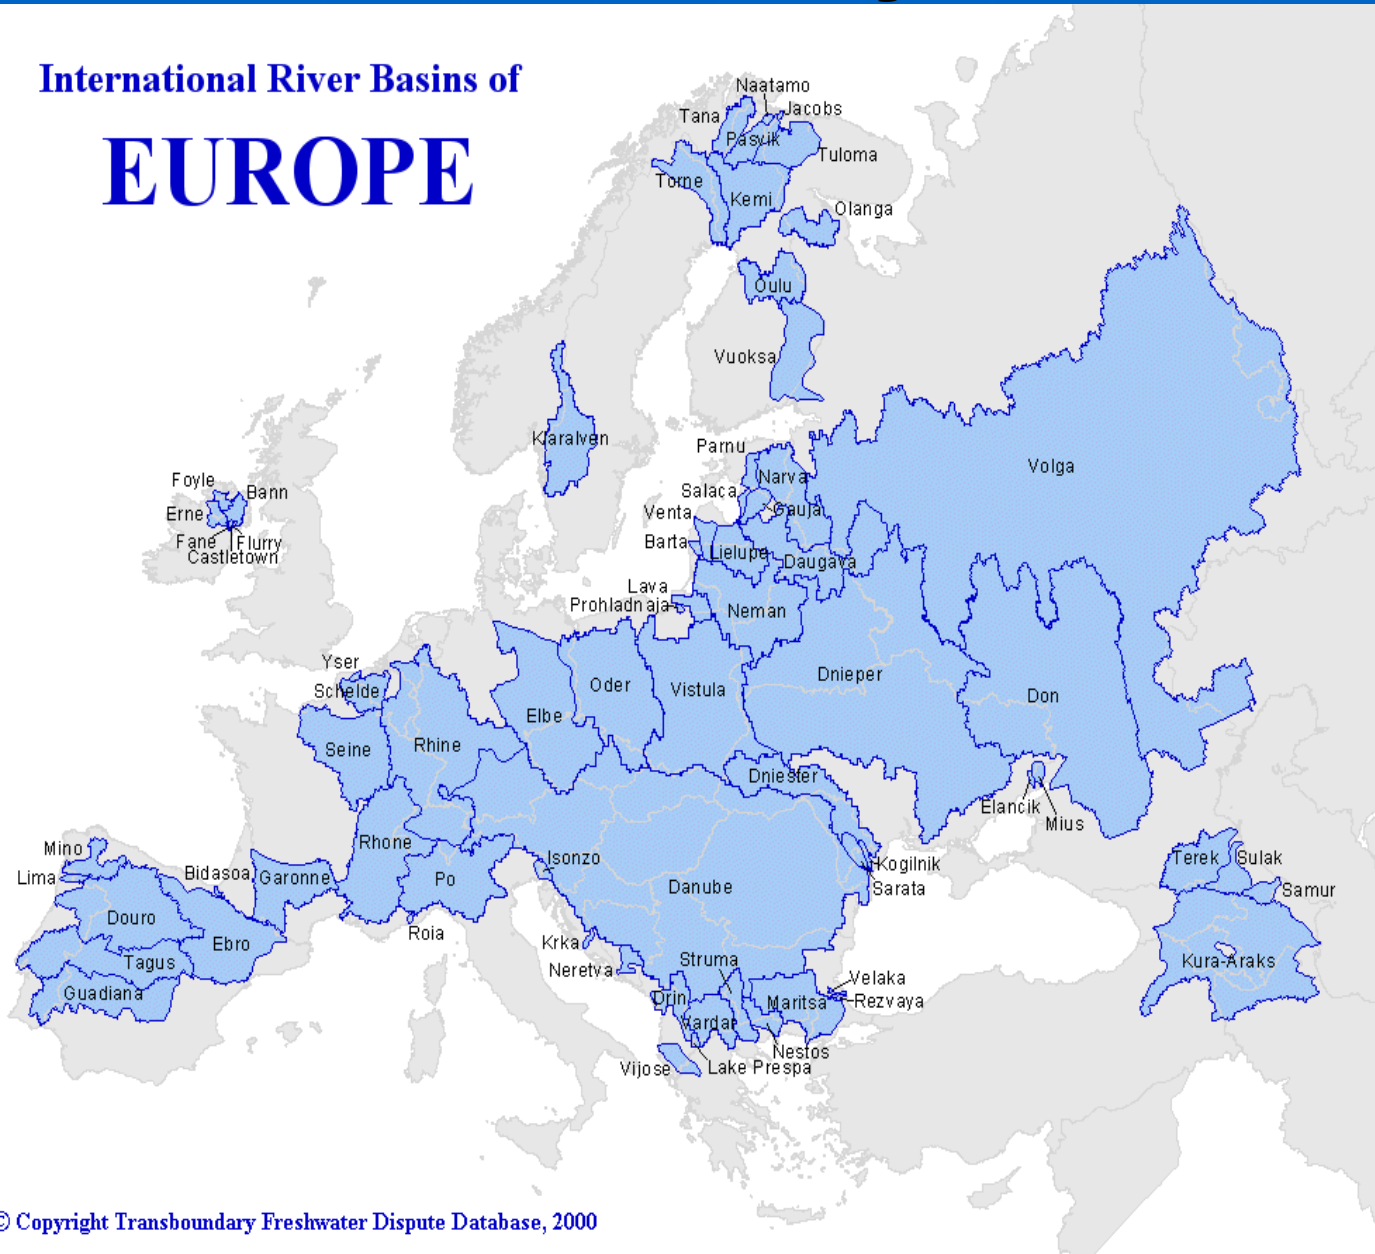 International River Basins of
EUROPE
Naatamo
Jacobs
Tana
Pasvik
Tuloma
Torne
Kemi
Olanga
Oulu
Vuoksa
Klaralven
Parnu
Narva
Volga
Foyle
Bann
Salaca
Gauja
Erne
Venta
Fane
Flurry
Barta
Castletown
Lielupe
Daugava
Lava
Prohladnaja
Neman
Yser
Schelde
Dnieper
Oder
Vistula
Don
Elbe
Seine
Rhine
Dniester
Elancik
Mius
Rhone
Mino
Isonzo
Kogilnik
Terek
Sulak
Lima
Bidasoa
Garonne
Po
Danube
Sarata
Samur
Douro
Roia
Ebro
Krka
Tagus
Struma
Kura-Araks
Neretva
Velaka
Guadiana
Drin
Maritsa
Rezvaya
Vardar
Nestos
Vijose
Lake Prespa
© Copyright Transboundary Freshwater Dispute Database, 2000